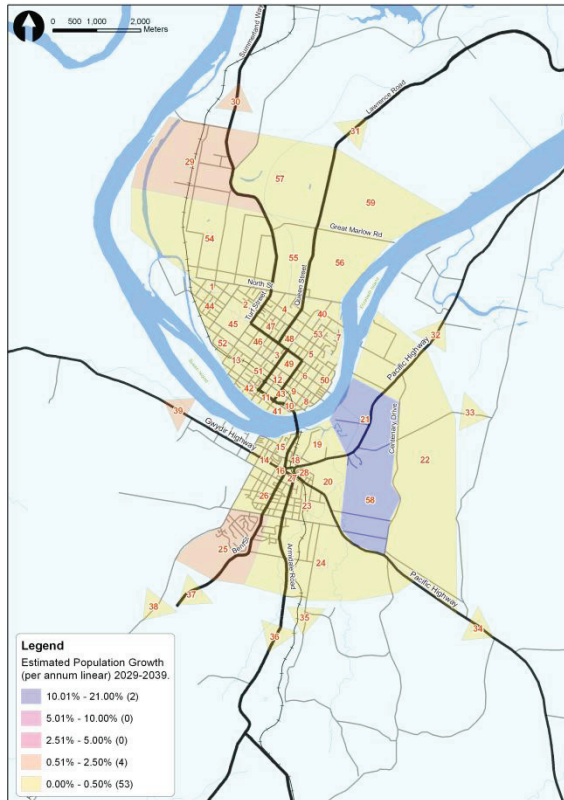 0 500 1,000 2,000
Meters
Summerland Way
30
Lawrence Road
31
29
57
59
Great Marlow Rd
54
55
56
North St
Turf Street
Queen Street
1
44
2
4
40
45
47
53
7
52
46
48
3
5
13
49
51
12
6
50
42
43
9
11
8
10
41
32
Pacific Highway
39
Gwydir Highway
21
Centenary Drive
33
15
19
14
18
22
16
28
20
27
26
58
23
25
Bent St
24
Armidale Road
Pacific Highway
37
38
35
36
34
Legend
Estimated Population Growth
(per annum linear) 2029-2039.
10.01% - 21.00% (2)
5.01% - 10.00% (0)
2.51% - 5.00% (0)
0.51% - 2.50% (4)
0.00% - 0.50% (53)